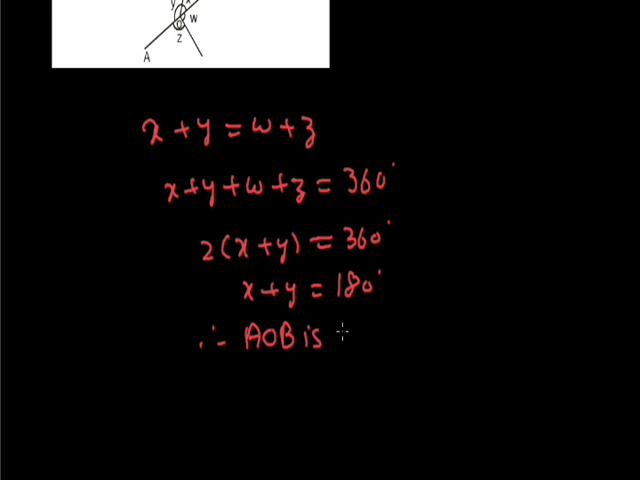 y x
w
z
A
x + y = w + z
x + y + w + z = 360°
2(x + y) = 360°
x + y = 180°
∴ AOB is